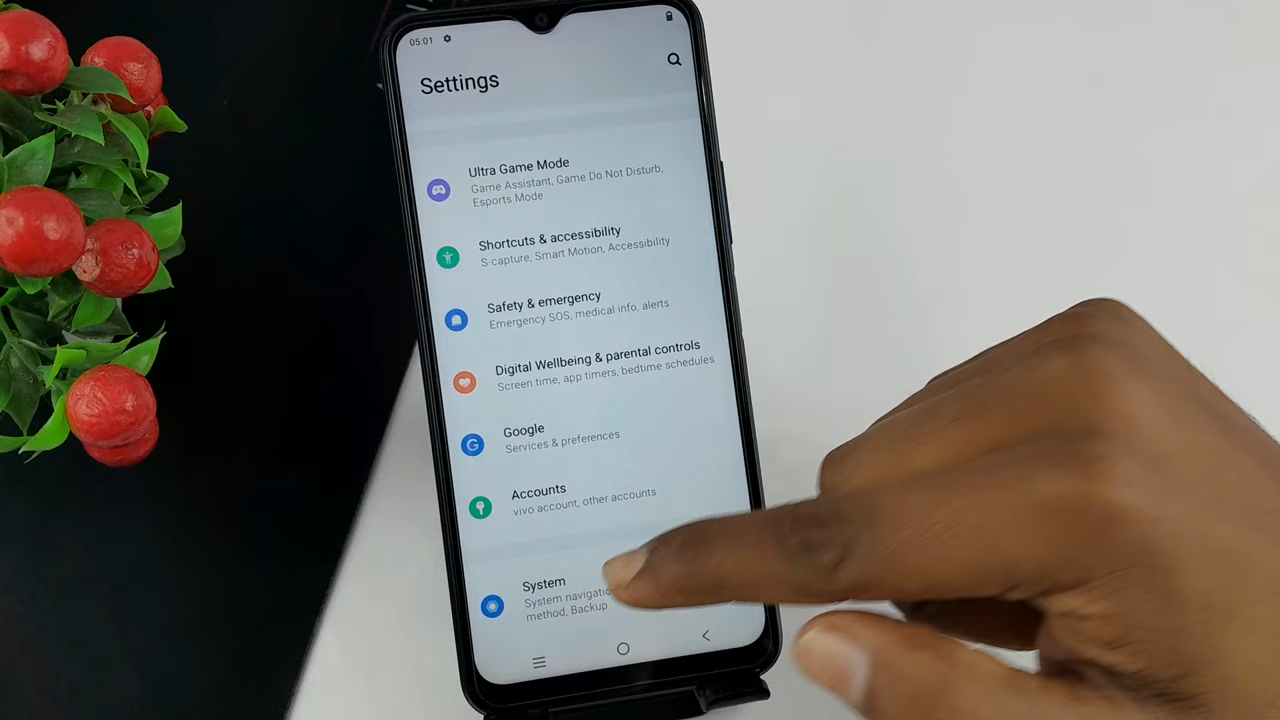 05:01
Settings
Ultra Game Mode
Game Assistant, Game Do Not Disturb,
Esports Mode
Shortcuts & accessibility
S-capture, Smart Motion, Accessibility
Safety & emergency
Emergency SOS, medical info, alerts
Digital Wellbeing & parental controls
Screen time, app timers, bedtime schedules
Google
Services & preferences
Accounts
vivo account, other accounts
System
System
method, Backup